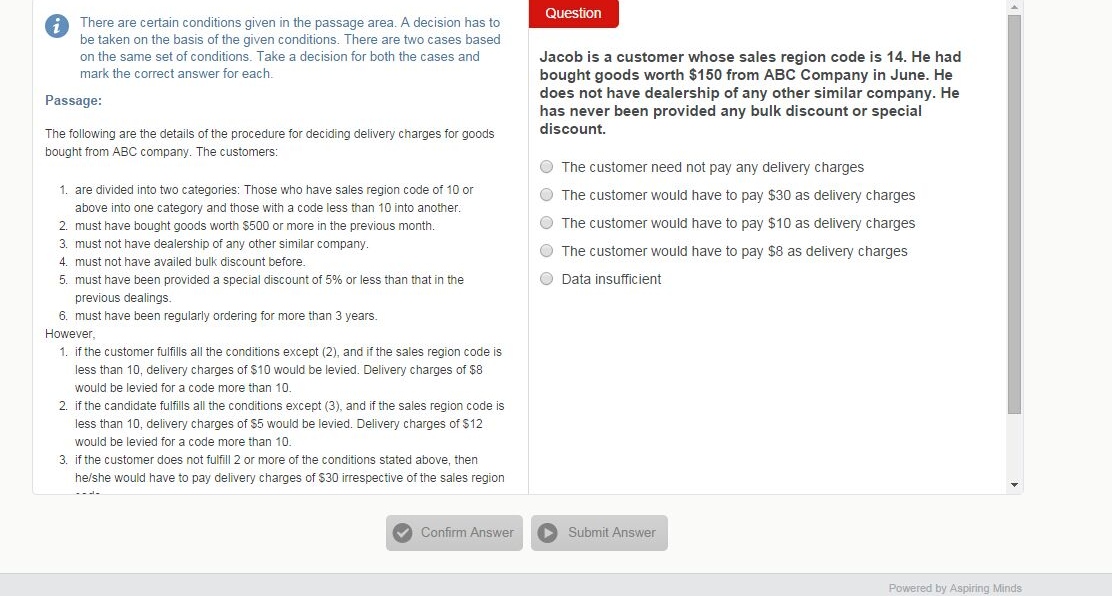 There are certain conditions given in the passage area. A decision has to
be taken on the basis of the given conditions. There are two cases based
on the same set of conditions. Take a decision for both the cases and
mark the correct answer for each.
Passage:
The following are the details of the procedure for deciding delivery charges for goods
bought from ABC company. The customers:
1. are divided into two categories: Those who have sales region code of 10 or
above into one category and those with a code less than 10 into another.
2. must have bought goods worth $500 or more in the previous month.
3. must not have dealership of any other similar company.
4. must not have availed bulk discount before.
5. must have been provided a special discount of 5% or less than that in the
previous dealings.
6. must have been regularly ordering for more than 3 years.
However,
1. if the customer fulfills all the conditions except (2), and if the sales region code is
less than 10, delivery charges of $10 would be levied. Delivery charges of $8
would be levied for a code more than 10.
2. if the candidate fulfills all the conditions except (3), and if the sales region code is
less than 10, delivery charges of $5 would be levied. Delivery charges of $12
would be levied for a code more than 10.
3. if the customer does not fulfill 2 or more of the conditions stated above, then
he/she would have to pay delivery charges of $30 irrespective of the sales region
Question
Jacob is a customer whose sales region code is 14. He had
bought goods worth $150 from ABC Company in June. He
does not have dealership of any other similar company. He
has never been provided any bulk discount or special
discount.
The customer need not pay any delivery charges
The customer would have to pay $30 as delivery charges
The customer would have to pay $10 as delivery charges
The customer would have to pay $8 as delivery charges
Data insufficient
Confirm Answer
Submit Answer
Powered by Aspiring Minds